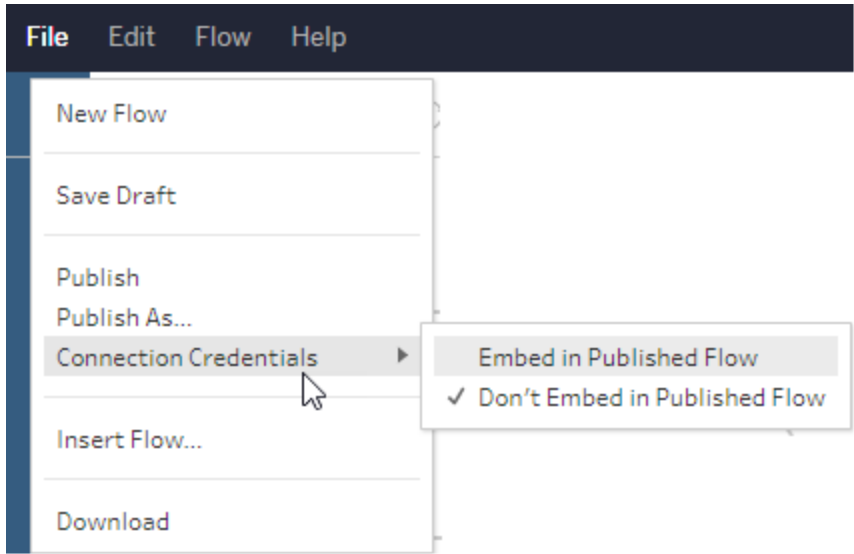 File Edit Flow Help
New Flow
Save Draft
Publish
Publish As...
Connection Credentials
Embed in Published Flow
Don't Embed in Published Flow
Insert Flow...
Download